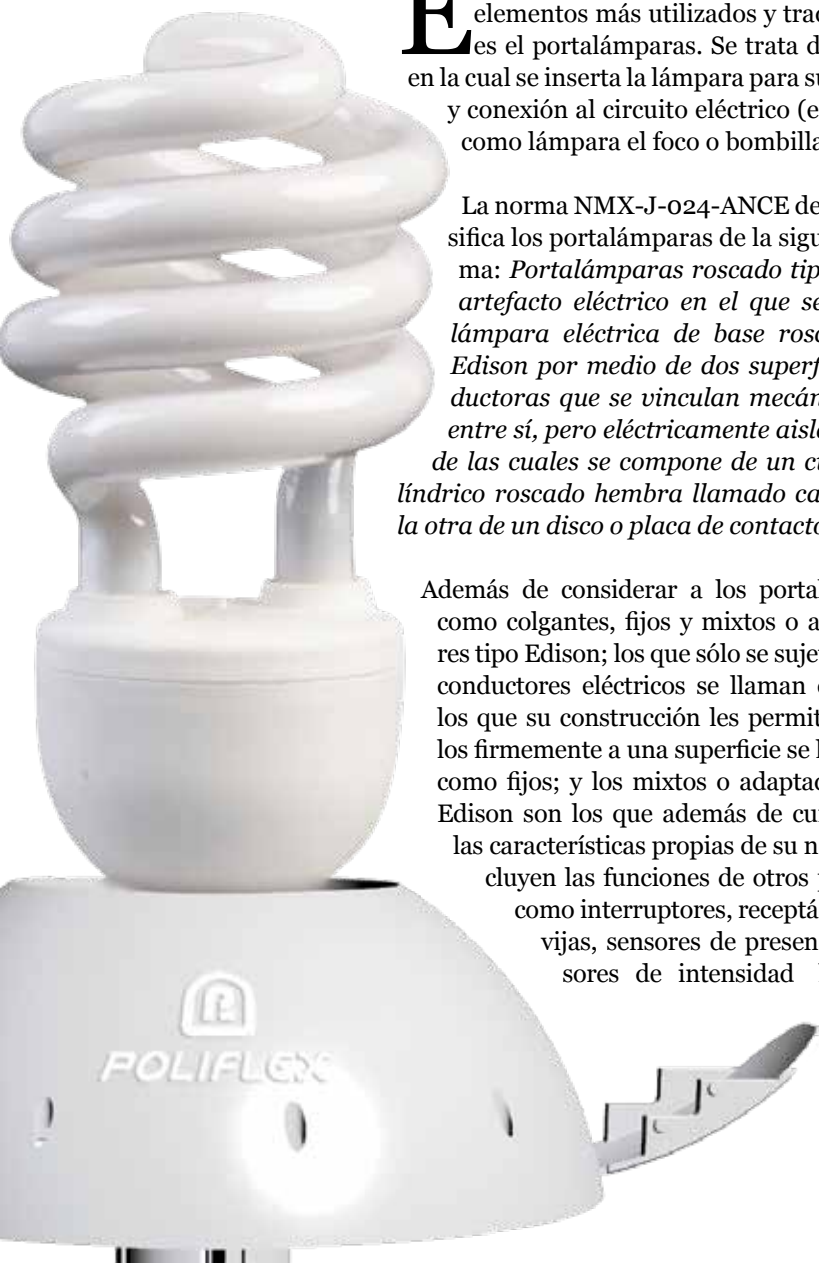 E elementos más utilizados y trad
es el portalámparas. Se trata d
en la cual se inserta la lámpara para su
y conexión al circuito eléctrico (e
como lámpara el foco o bombilla
La norma NMX-J-024-ANCE de
sifica los portalámparas de la sigu
ma: Portalámparas roscado tip
artefacto eléctrico en el que se
lámpara eléctrica de base rosc
Edison por medio de dos superf
ductoras que se vinculan mecán
entre sí, pero eléctricamente aisl
de las cuales se compone de un c
líndrico roscado hembra llamado ca
la otra de un disco o placa de contacto
Además de considerar a los portal
como colgantes, fijos y mixtos o a
res tipo Edison; los que sólo se suje
conductores eléctricos se llaman
los que su construcción les permit
los firmemente a una superficie se
como fijos; y los mixtos o adaptad
Edison son los que además de cu
las características propias de su n
cluyen las funciones de otros
como interruptores, receptá
vijas, sensores de presen
sores de intensidad
POLIFLEX